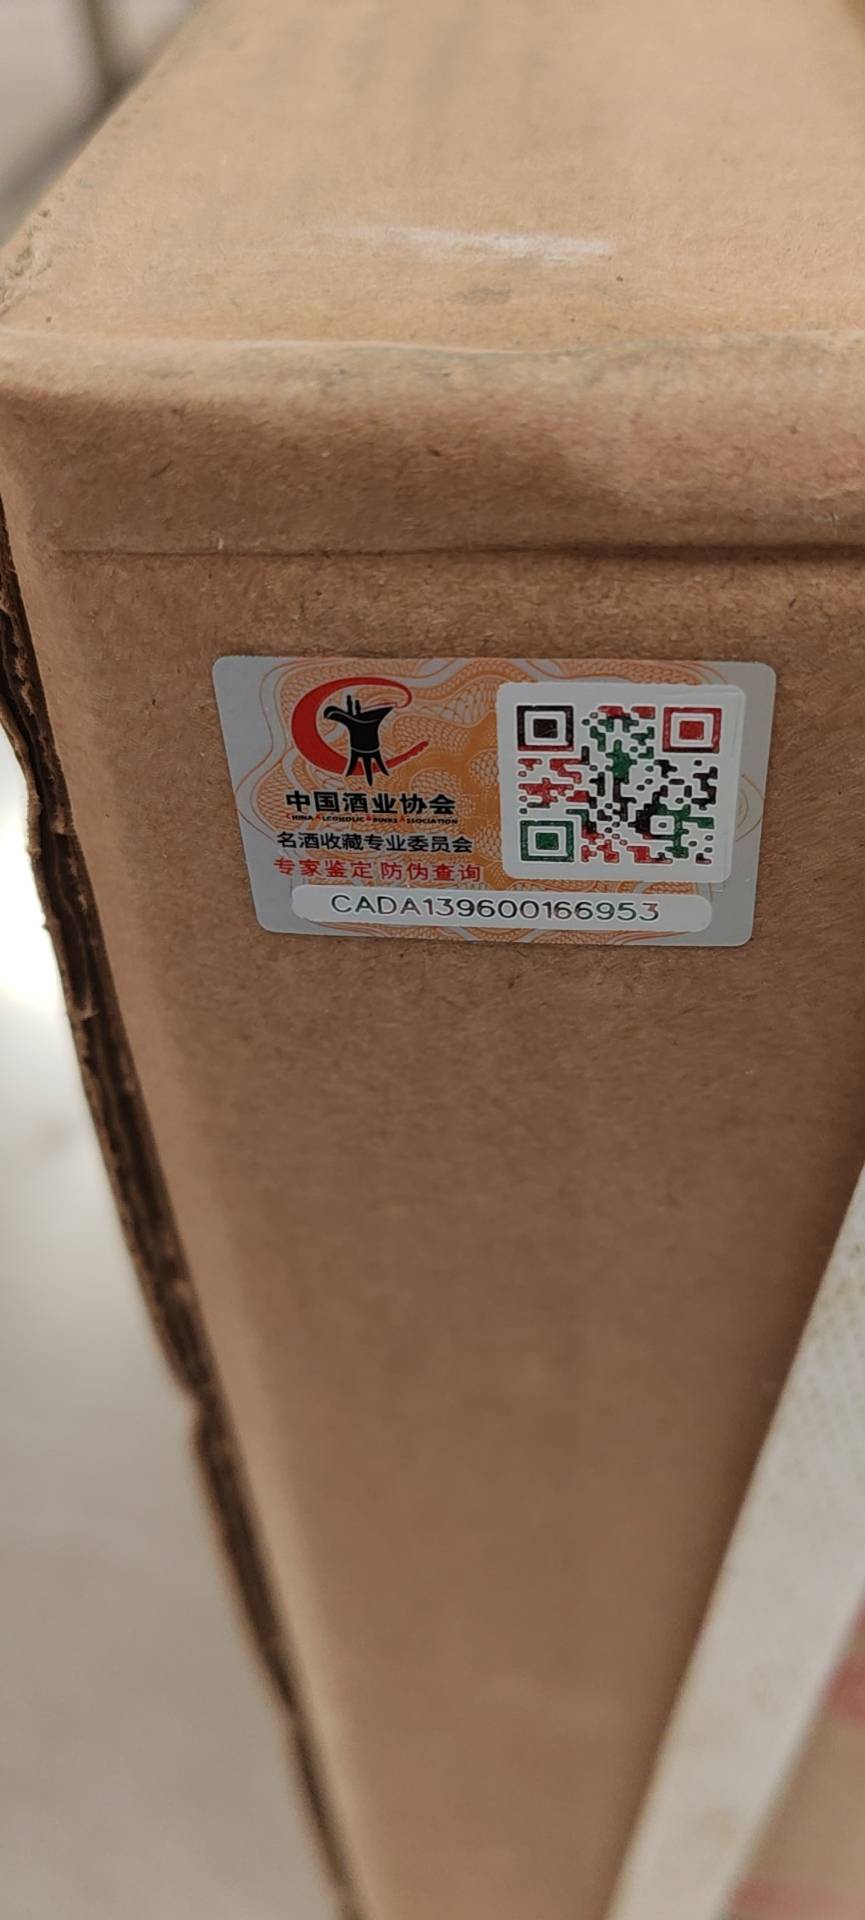 中国酒业协会
CHINA ALCOHOLIC DRINKS ASSOCIATION
名酒收藏专业委员会
专家鉴定 防伪查询
CADA139600166953